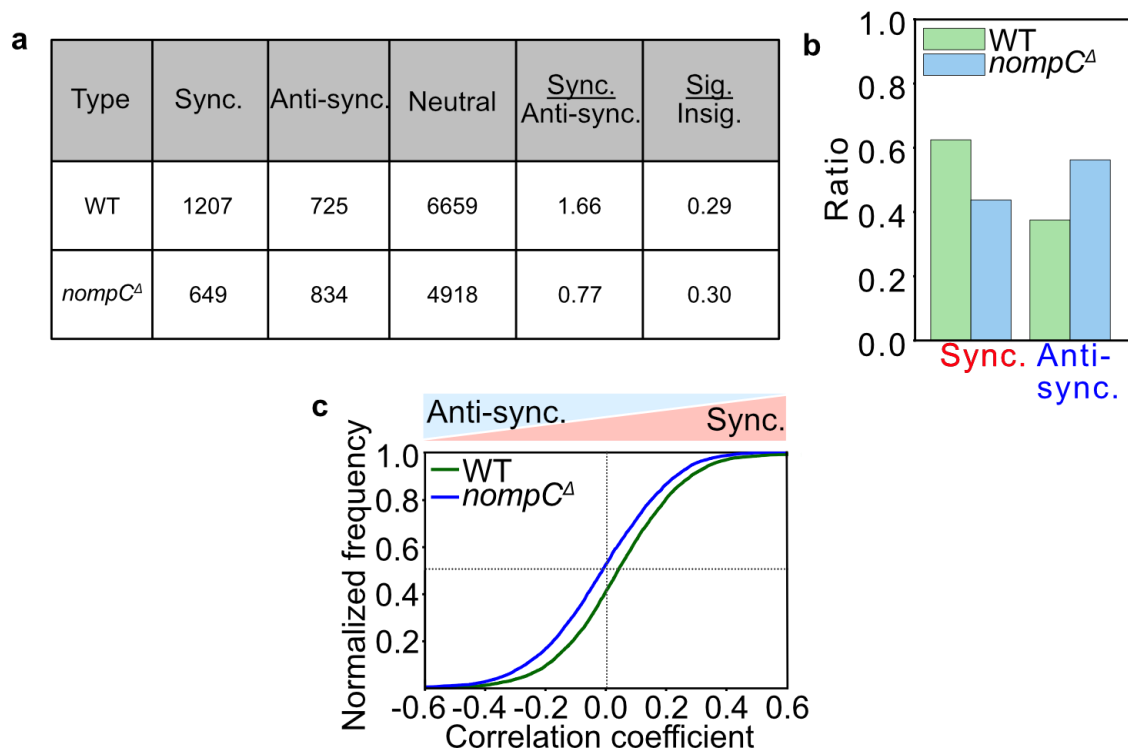 a
Type Sync. Anti-sync. Neutral Sync. Anti-sync. Sig. Insig.
WT 1207 725 6659 1.66 0.29
nompCΔ 649 834 4918 0.77 0.30
b
WT
nompCΔ
Ratio
1.0
0.8
0.6
0.4
0.2
0.0
Sync.
Anti-
sync.
c
Anti-sync.
Sync.
WT
nompCΔ
Normalized frequency
1.0
0.8
0.6
0.4
0.2
-0.6 -0.4 -0.2 0.0 0.2 0.4 0.6
Correlation coefficient